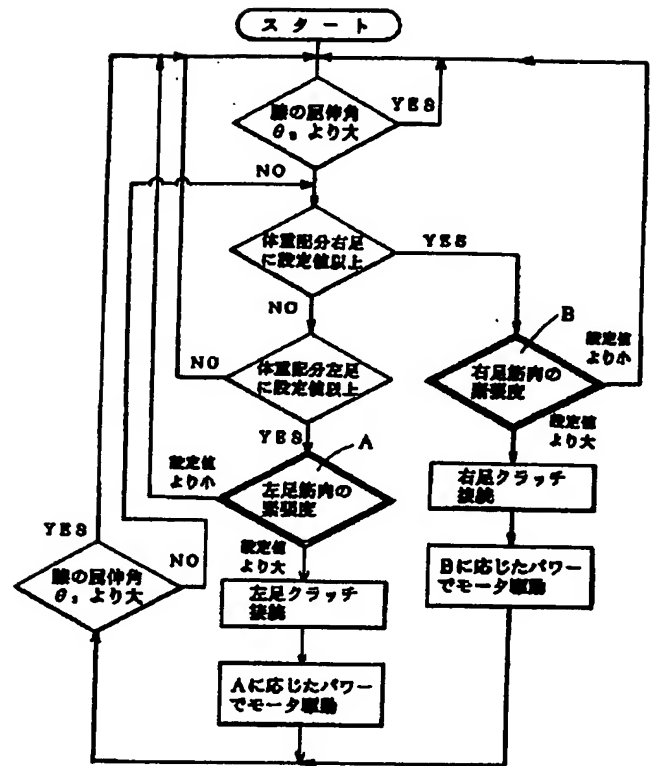 スタート
膝の屈伸角
より大
YES
NO
体重配分右足
に設定値以上
YES
NO
B
設定値
より小
右足筋肉の
緊張度
設定値
より大
体重配分左足
に設定値以上
NO
YES
A
設定値
より小
左足筋肉の
緊張度
設定値
より大
右足クラッチ
接続
Bに応じたパワー
でモータ駆動
YES
膝の屈伸角
より大
NO
左足クラッチ
接続
Aに応じたパワー
でモータ駆動